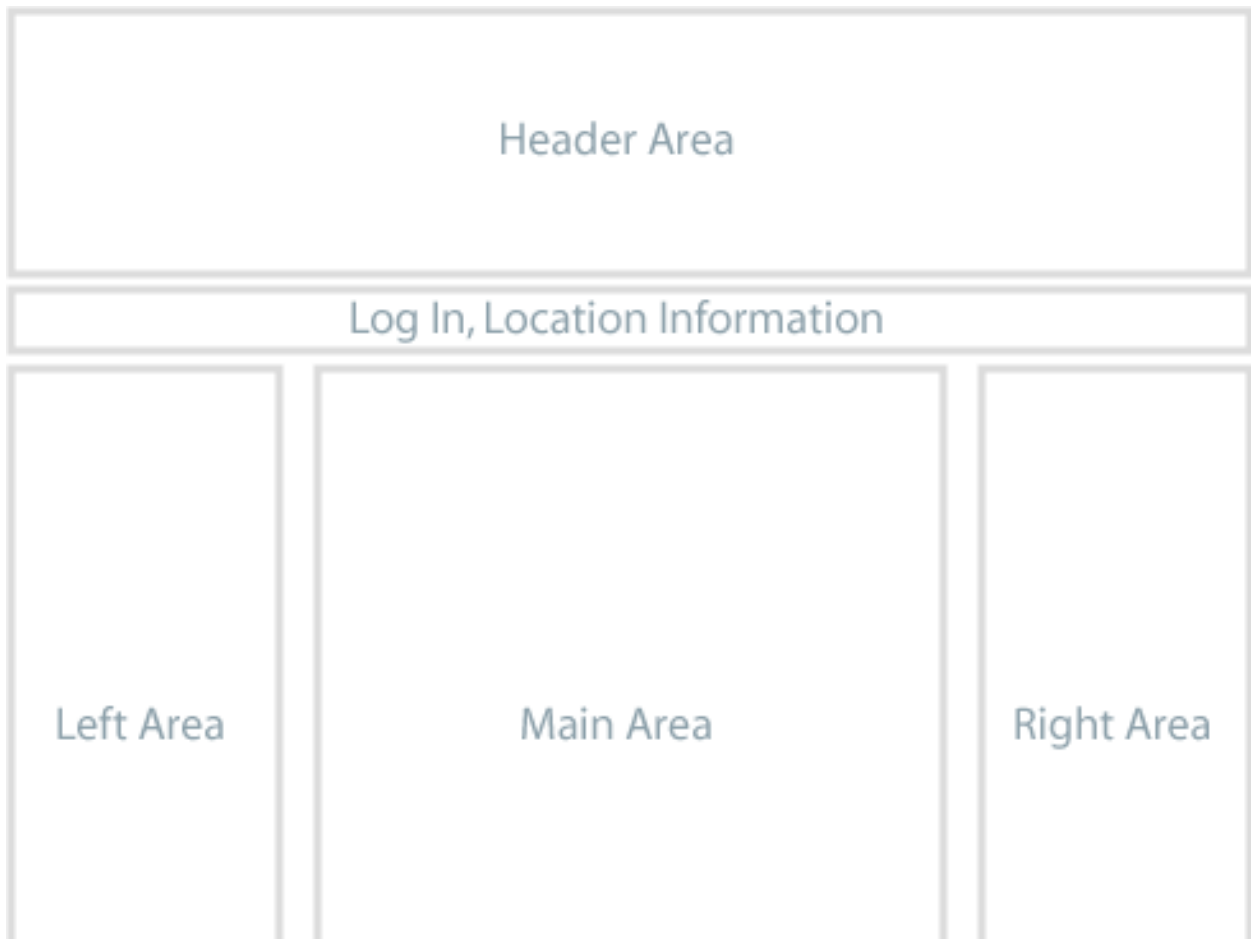 Header Area
Log In, Location Information
Left Area
Main Area
Right Area